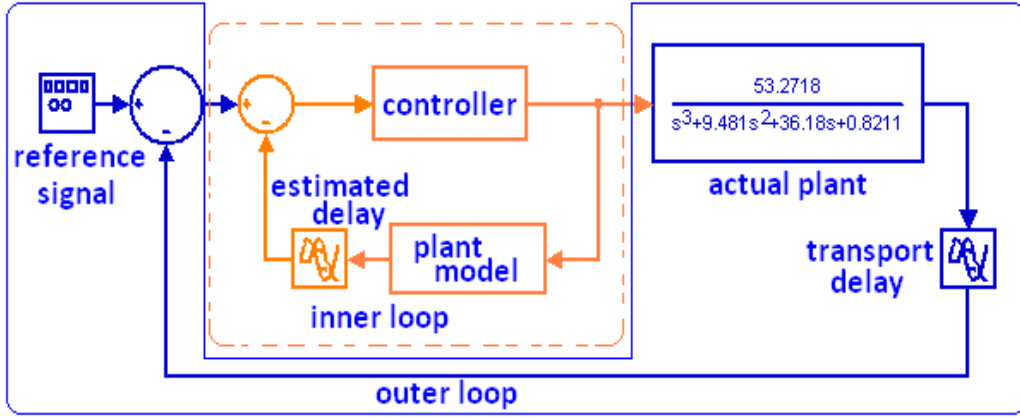 reference
signal
controller
53.2718
s³+9.481s²+36.18s+0.8211
actual plant
estimated
delay
plant
model
inner loop
transport
delay
outer loop